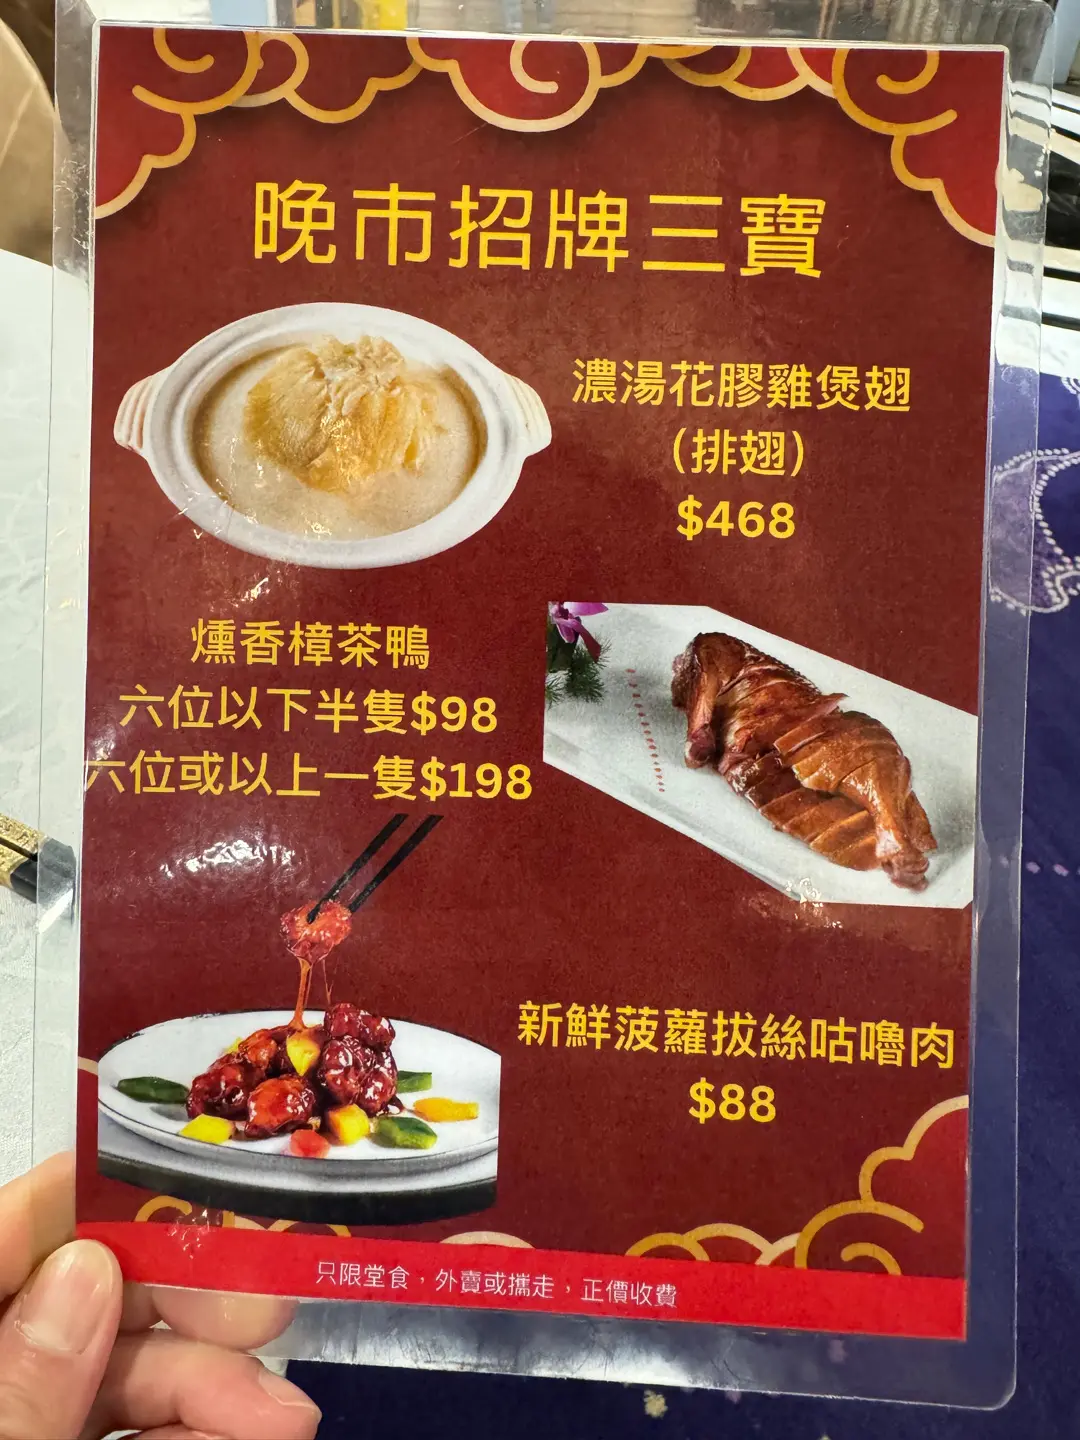 晚市招牌三寶
濃湯花膠雞煲翅
(排翅)
$468
燻香樟茶鴨
六位以下半隻$98
六位或以上一隻$198
新鮮菠蘿拔絲咕嚕肉
$88
只限堂食，外賣或攜走，正價收費